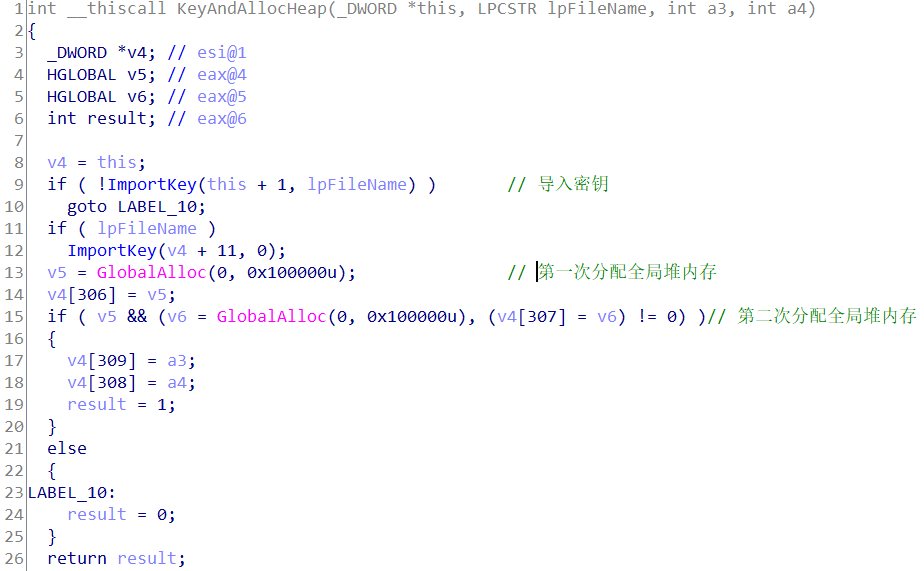 1 int __thiscall KeyAndAllocHeap(_DWORD *this, LPCSTR lpFileName, int a3, int a4)
2 {
3   _DWORD *v4; // esi@1
4   HGLOBAL v5; // eax@4
5   HGLOBAL v6; // eax@5
6   int result; // eax@6
7
8   v4 = this;
9   if ( !ImportKey(this + 1, lpFileName) )       // 导入密钥
10     goto LABEL_10;
11   if ( lpFileName )
12     ImportKey(v4 + 11, 0);
13   v5 = GlobalAlloc(0, 0x100000u);               // 第一次分配全局堆内存
14   v4[306] = v5;
15   if ( v5 && (v6 = GlobalAlloc(0, 0x100000u), (v4[307] = v6) != 0) )// 第二次分配全局堆内存
16   {
17     v4[309] = a3;
18     v4[308] = a4;
19     result = 1;
20   }
21   else
22   {
23 LABEL_10:
24     result = 0;
25   }
26   return result;